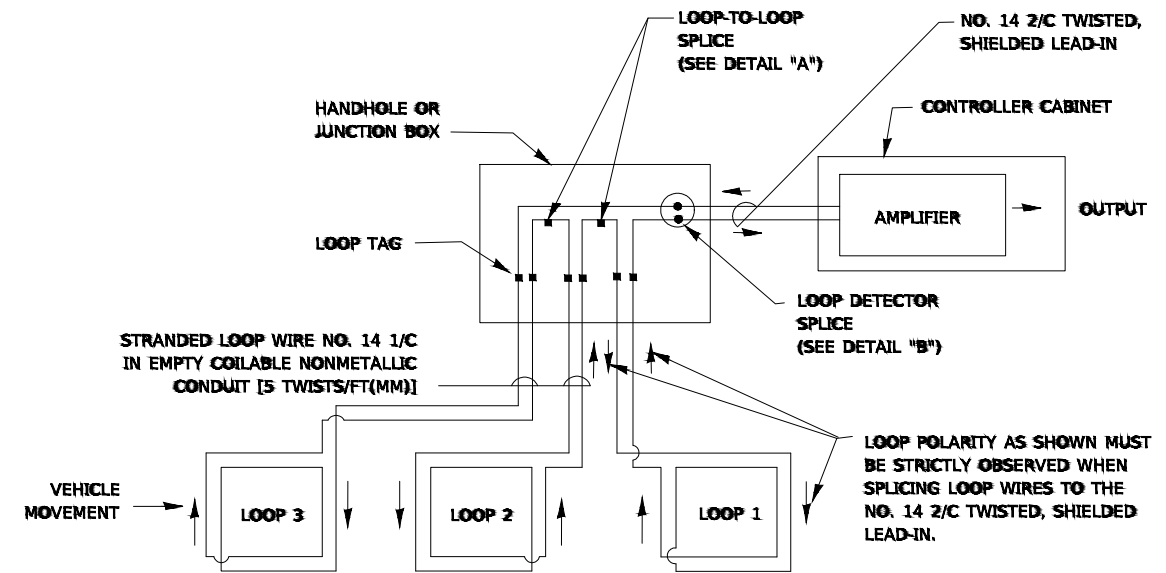 LOOP-TO-LOOP
SPLICE
(SEE DETAIL "A")
NO. 14 2/C TWISTED,
SHIELDED LEAD-IN
HANDHOLE OR
JUNCTION BOX
CONTROLLER CABINET
AMPLIFIER
OUTPUT
LOOP TAG
LOOP DETECTOR
SPLICE
(SEE DETAIL "B")
STRANDED LOOP WIRE NO. 14 1/C
IN EMPTY COILABLE NONMETALLIC
CONDUIT [5 TWISTS/FT(MM)]
LOOP POLARITY AS SHOWN MUST
BE STRICTLY OBSERVED WHEN
SPLICING LOOP WIRES TO THE
NO. 14 2/C TWISTED, SHIELDED
LEAD-IN.
VEHICLE
MOVEMENT
LOOP 3
LOOP 2
LOOP 1